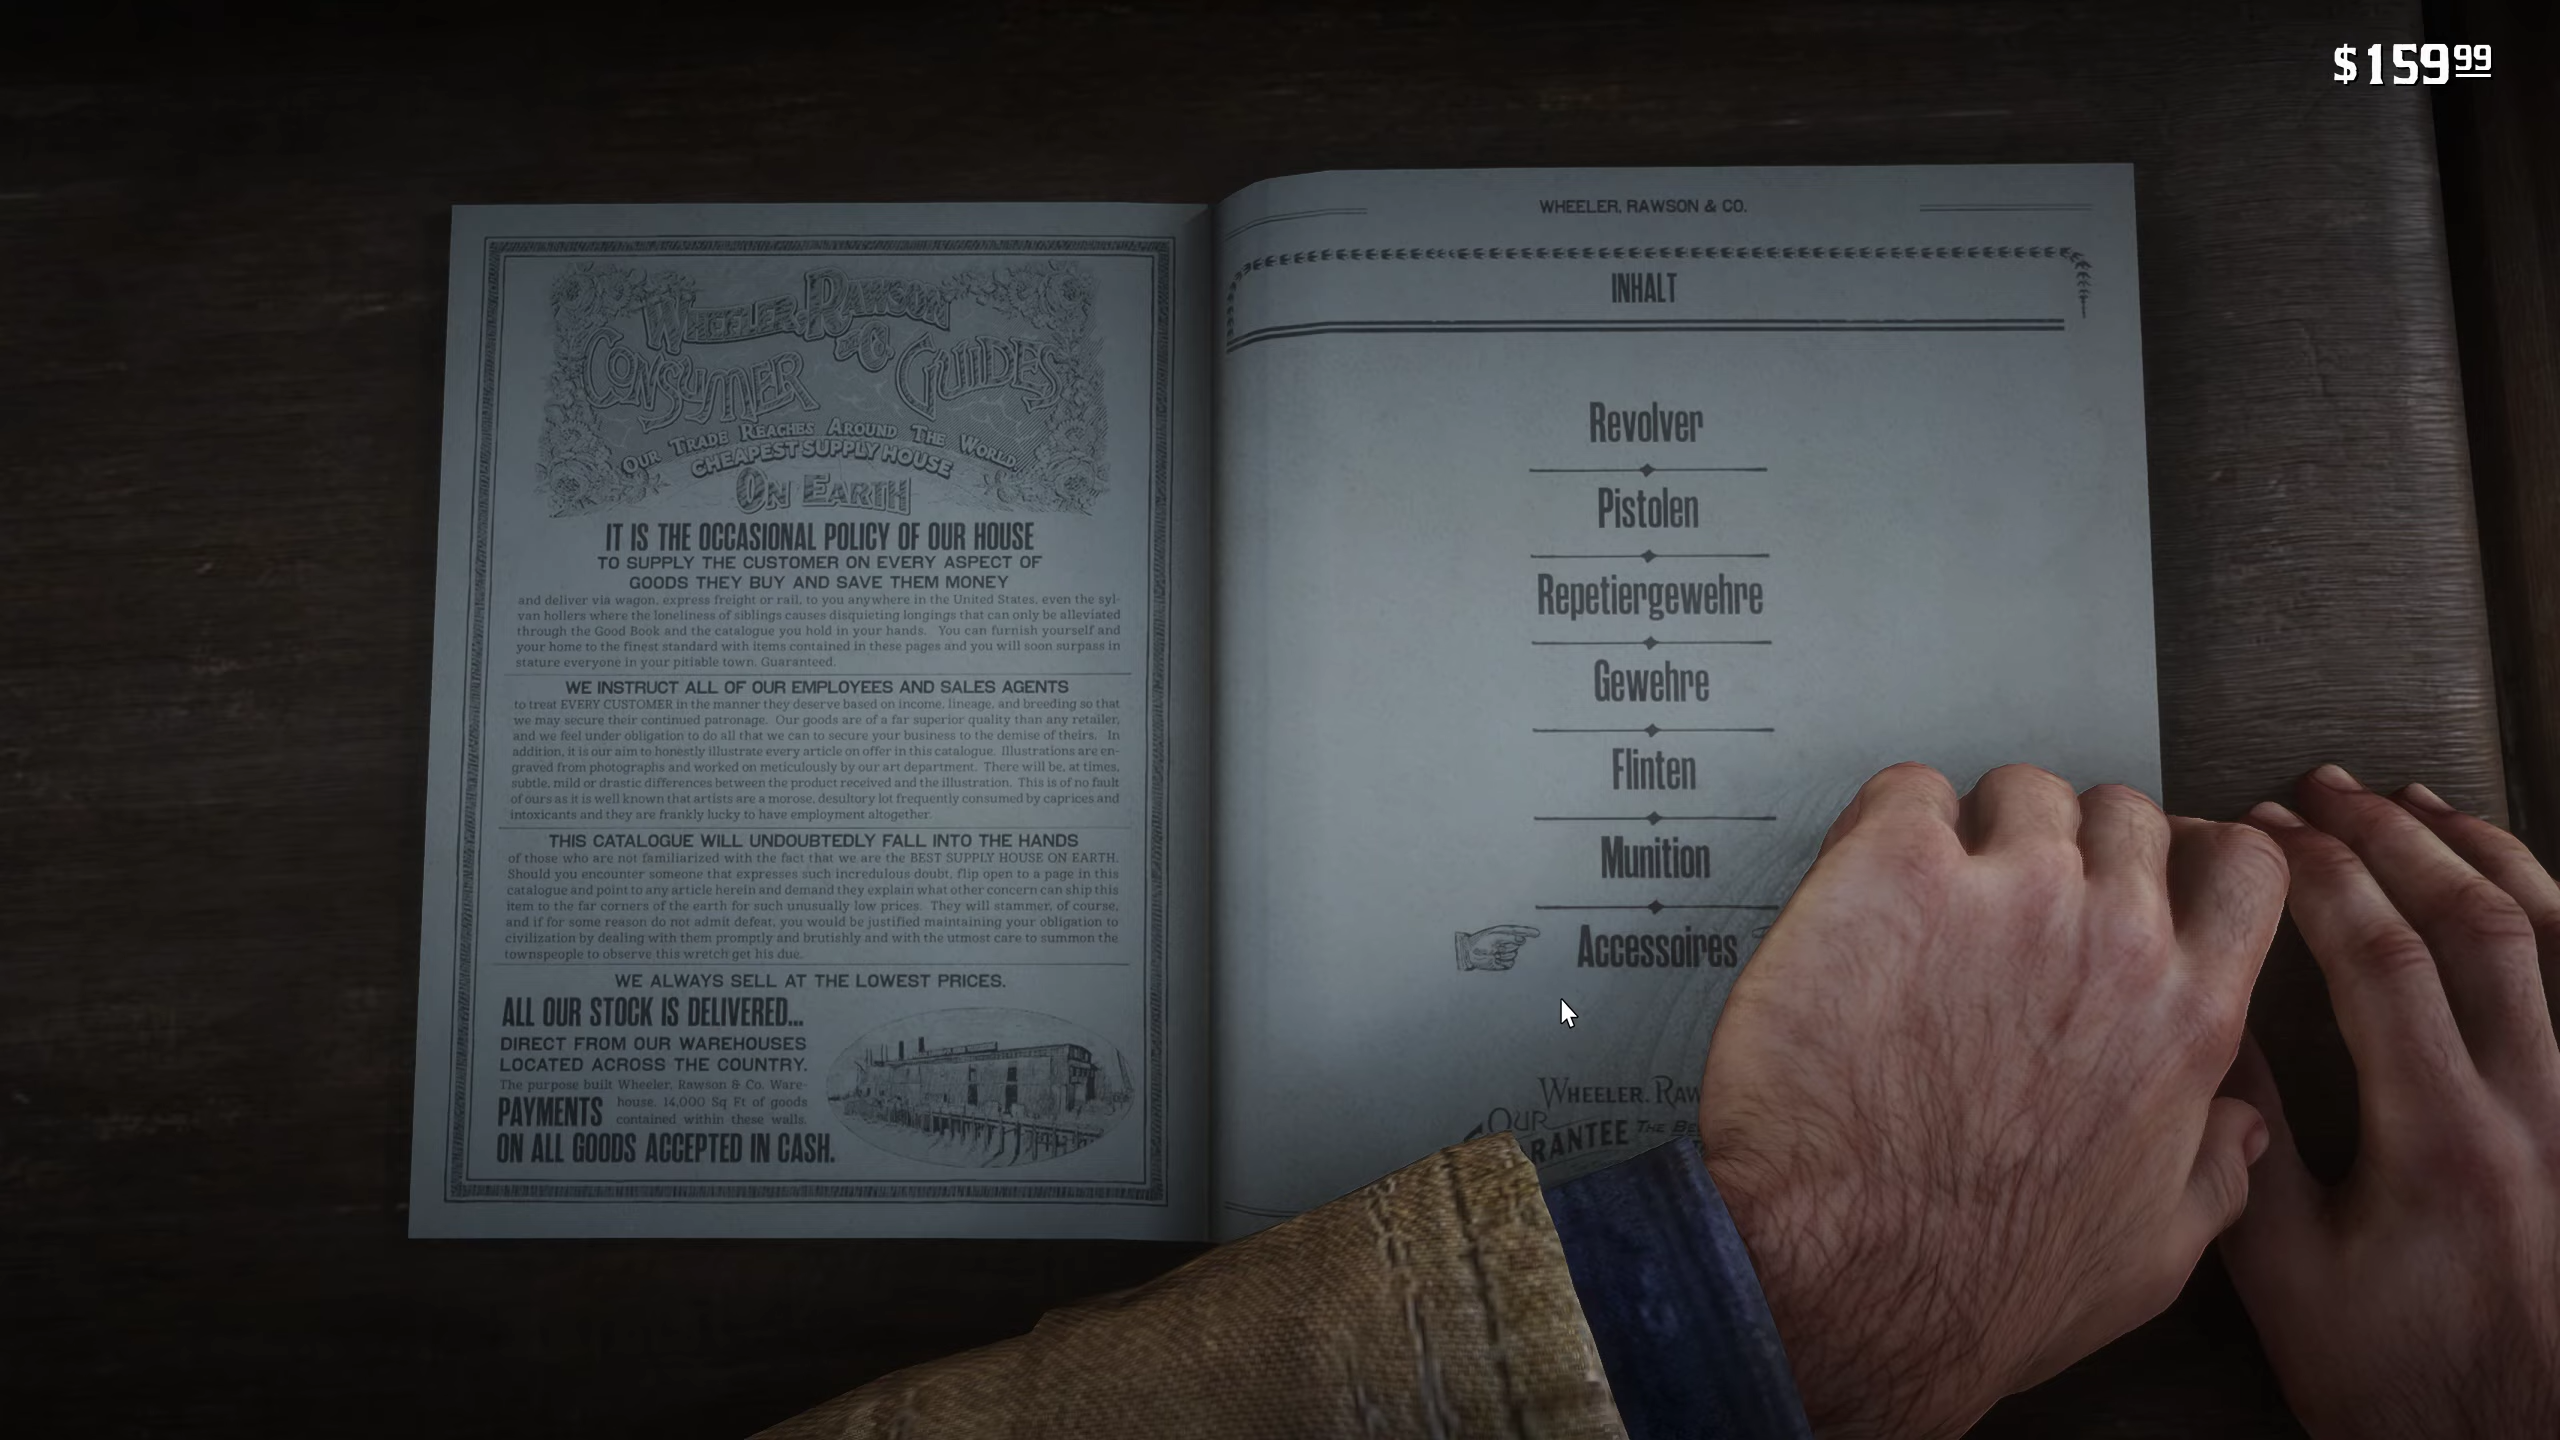 $159 99
WHEELER, RAWSON
& CO.
CONSUMER GUIDES
OUR TRADE REACHES AROUND THE WORLD.
CHEAPEST SUPPLY HOUSE
ON EARTH
IT IS THE OCCASIONAL POLICY OF OUR HOUSE
TO SUPPLY THE CUSTOMER ON EVERY ASPECT OF
GOODS THEY BUY AND SAVE THEM MONEY
and deliver via wagon, express freight or rail, to you anywhere in the United States, even the syl-
van hollers where the loneliness of siblings causes disquieting longings that can only be alleviated
through the Good Book and the catalogue you hold in your hands. You can furnish yourself and
your home to the finest standard with items contained in these pages and you will soon surpass in
stature everyone in your pitiable town. Guaranteed.
WE INSTRUCT ALL OF OUR EMPLOYEES AND SALES AGENTS
to treat EVERY CUSTOMER in the manner they deserve based on income, lineage, and breeding so that
we may secure their continued patronage. Our goods are of a far superior quality than any retailer,
and we feel under obligation to do all that we can to secure your business to the demise of theirs. In
addition, it is our aim to honestly illustrate every article on offer in this catalogue. Illustrations are en-
graved from photographs and worked on meticulously by our art department. There will be, at times,
subtle, mild or drastic differences between the product received and the illustration. This is of no fault
of ours as it is well known that artists are a morose, desultory lot frequently consumed by caprices and
intoxicants and they are frankly lucky to have employment altogether.
THIS CATALOGUE WILL UNDOUBTEDLY FALL INTO THE HANDS
of those who are not familiarized with the fact that we are the BEST SUPPLY HOUSE ON EARTH.
Should you encounter someone that expresses such incredulous doubt, flip open to a page in this
catalogue and point to any article herein and demand they explain what other concern can ship this
item to the far corners of the earth for such unusually low prices. They will stammer, of course,
and if for some reason do not admit defeat, you would be justified maintaining your obligation to
civilization by dealing with them promptly and brutishly and with the utmost care to summon the
townspeople to observe this wretch get his due.
WE ALWAYS SELL AT THE LOWEST PRICES.
ALL OUR STOCK IS DELIVERED...
DIRECT FROM OUR WAREHOUSES
LOCATED ACROSS THE COUNTRY.
The purpose built Wheeler, Rawson & Co. Ware-
house. 14,000 Sq Ft of goods
PAYMENTS contained within these walls.
ON ALL GOODS ACCEPTED IN CASH.
WHEELER, RAWSON & CO.
INHALT
Revolver
Pistolen
Repetiergewehre
Gewehre
Flinten
Munition
Accessoires
WHEELER, RAW
OUR
RANTEE THE BE